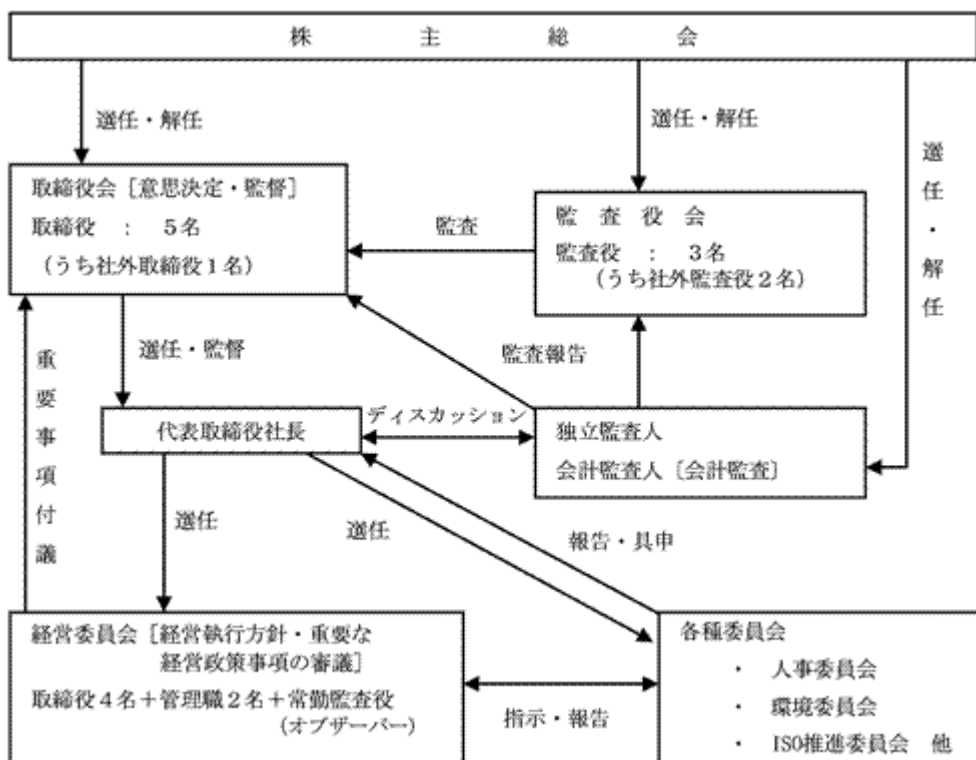 株主総会
選任・解任
選任・解任
選任・解任
取締役会［意思決定・監督］
取締役　：　５名
（うち社外取締役１名）
監査
監査役会
監査役　：　３名
（うち社外監査役２名）
選任・監督
監査報告
重要事項付議
代表取締役社長
ディスカッション
独立監査人
会計監査人［会計監査］
選任
選任
報告・具申
経営委員会［経営執行方針・重要な
経営政策事項の審議］
取締役４名＋管理職２名＋常勤監査役
（オブザーバー）
指示・報告
各種委員会
・　人事委員会
・　環境委員会
・　ISO推進委員会　他